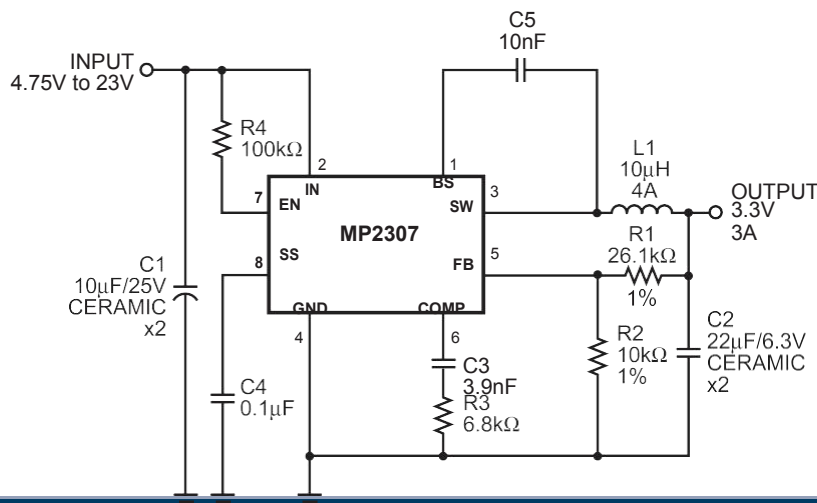 C5
10nF
INPUT
4.75V to 23V
R4
100kΩ
2
IN
1
BS
7
EN
3
SW
L1
10μH
4A
OUTPUT
3.3V
3A
MP2307
8
SS
5
FB
R1
26.1kΩ
1%
C1
10μF/25V
CERAMIC
x2
GND
4
COMP
6
C3
3.9nF
R3
6.8kΩ
C4
0.1μF
R2
10kΩ
1%
C2
22μF/6.3V
CERAMIC
x2